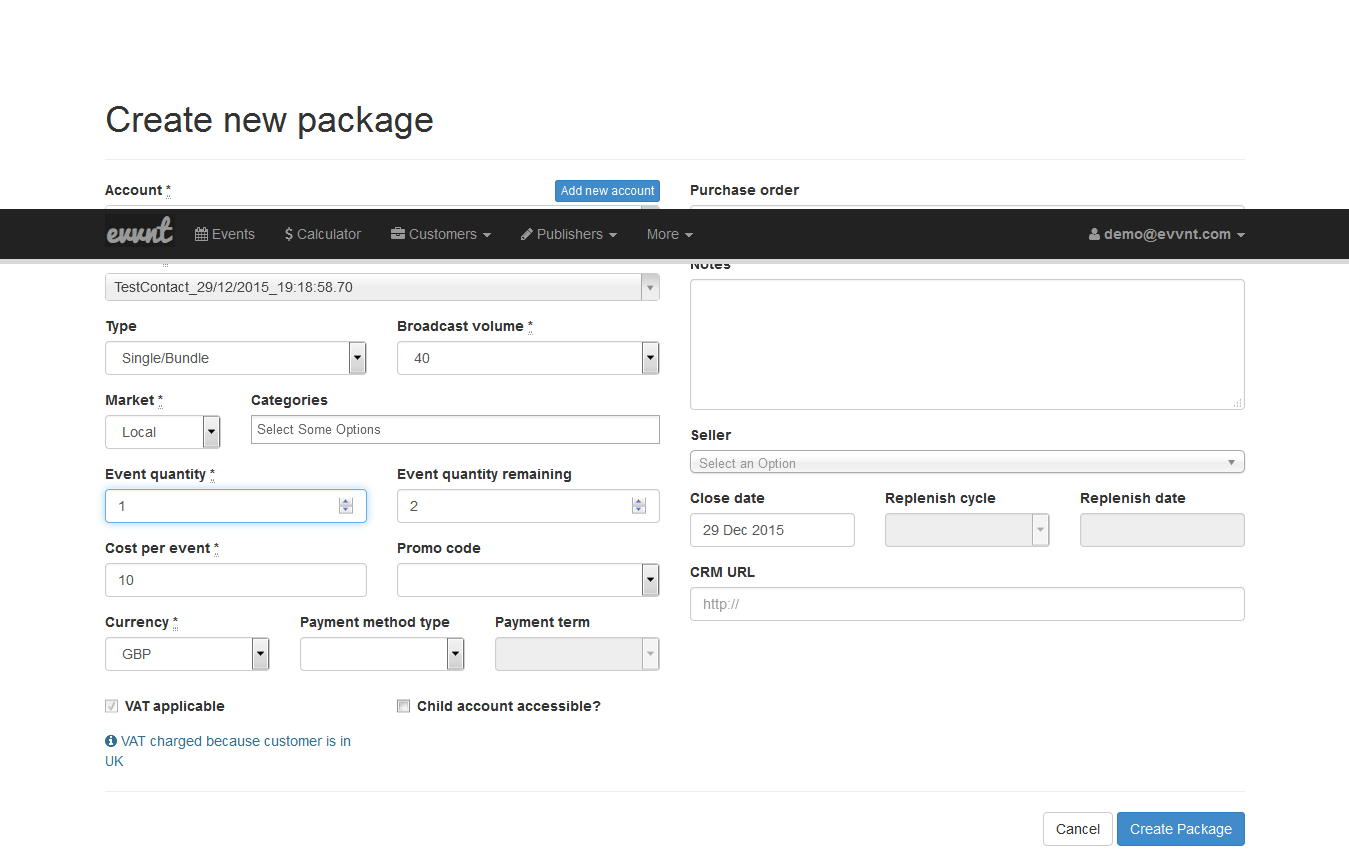 Create new package
Account *
Add new account
Purchase order
evvnt
Events
Calculator
Customers
Publishers
More
demo@evvnt.com
Notes
TestContact_29/12/2015_19:18:58.70
Type
Broadcast volume *
Single/Bundle
40
Market *
Categories
Local
Select Some Options
Seller
Select an Option
Event quantity *
Event quantity remaining
1
2
Close date
Replenish cycle
Replenish date
29 Dec 2015
Cost per event *
Promo code
10
CRM URL
http://
Currency *
Payment method type
Payment term
GBP
VAT applicable
Child account accessible?
VAT charged because customer is in
UK
Cancel
Create Package